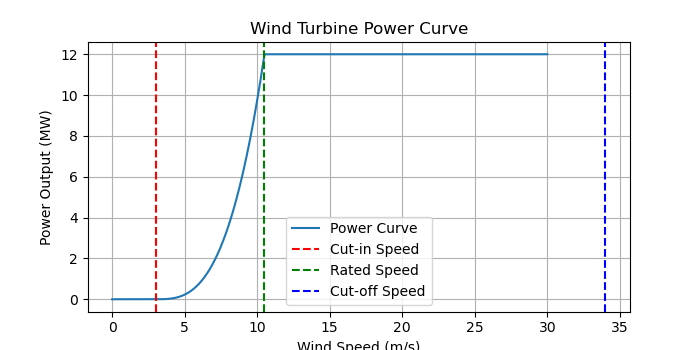 Wind Turbine Power Curve
Power Output (MW)
12
10
8
6
4
2
0
Power Curve
Cut-in Speed
Rated Speed
Cut-off Speed
0 5 10 15 20 25 30 35
Wind Speed (m/s)